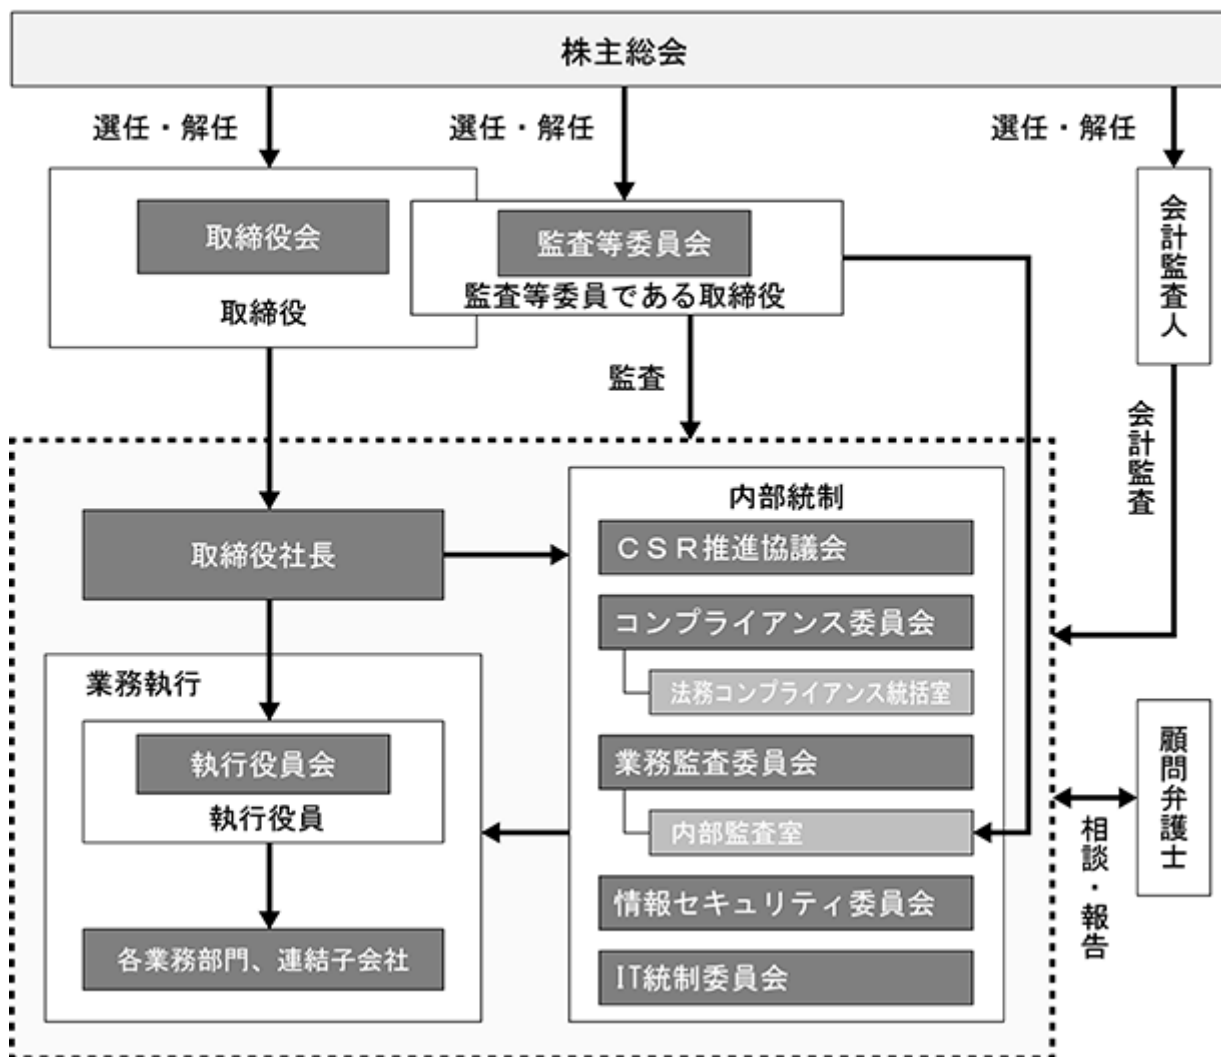 株主総会
選任・解任
選任・解任
選任・解任
取締役会
取締役
監査等委員会
監査等委員である取締役
会計監査人
監査
会計監査
取締役社長
内部統制
ＣＳＲ推進協議会
コンプライアンス委員会
法務コンプライアンス統括室
業務監査委員会
内部監査室
情報セキュリティ委員会
IT統制委員会
業務執行
執行役員会
執行役員
各業務部門、連結子会社
顧問弁護士
相談・報告